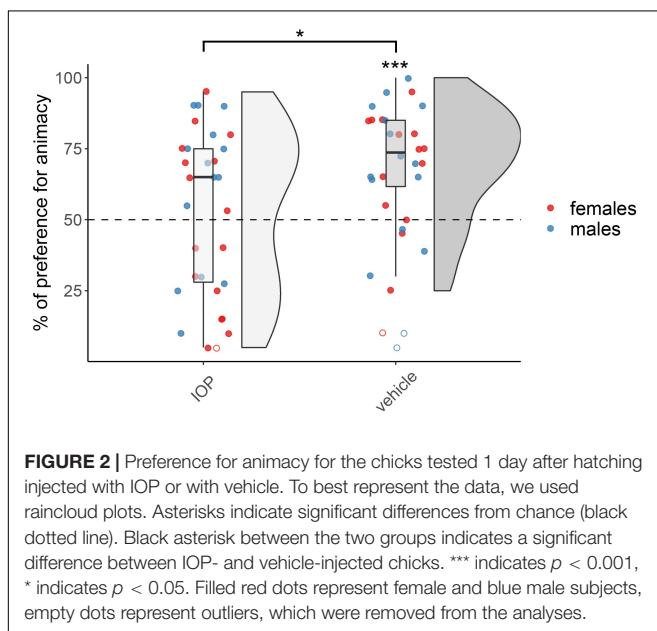 *
***
100
75
50
25
% of preference for animacy
females
males
IOP
vehicle
FIGURE 2 | Preference for animacy for the chicks tested 1 day after hatching
injected with IOP or with vehicle. To best represent the data, we used
raincloud plots. Asterisks indicate significant differences from chance (black
dotted line). Black asterisk between the two groups indicates a significant
difference between IOP- and vehicle-injected chicks. *** indicates p < 0.001,
* indicates p < 0.05. Filled red dots represent female and blue male subjects,
empty dots represent outliers, which were removed from the analyses.